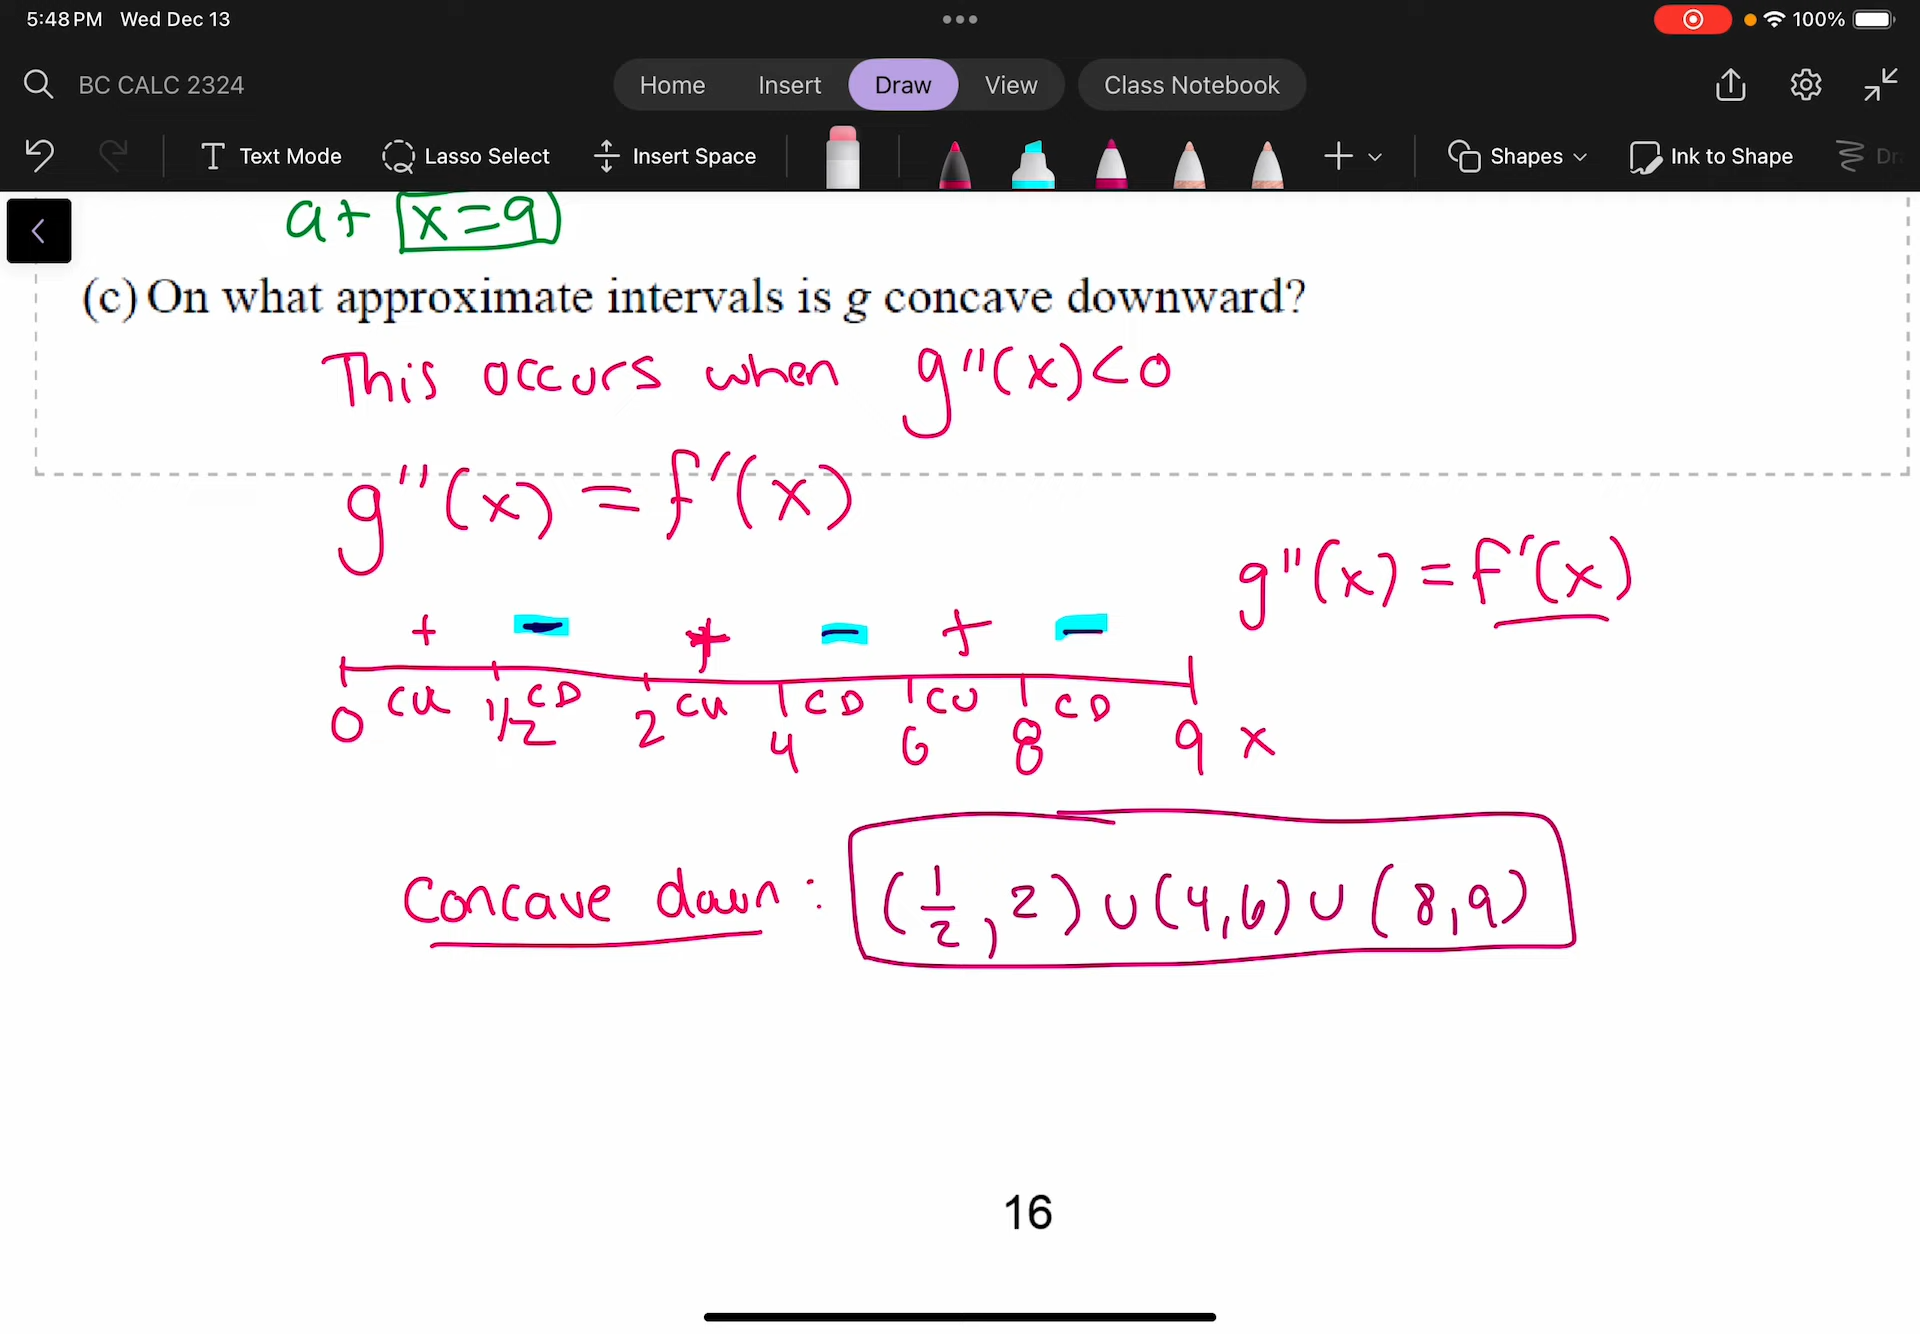 5:48 PM Wed Dec 13
100%
BC CALC 2324
Home Insert Draw View Class Notebook
Text Mode Lasso Select Insert Space Shapes Ink to Shape Dr
at x=9
(c) On what approximate intervals is g concave downward?
This occurs when g''(x)<0
g''(x) = f'(x)
g''(x) = f'(x)
+ − + − + −
CU CD CU CD CU CD
0 1/2 2 4 6 8 9 x
Concave down: (1/2, 2) ∪ (4,6) ∪ (8,9)
16